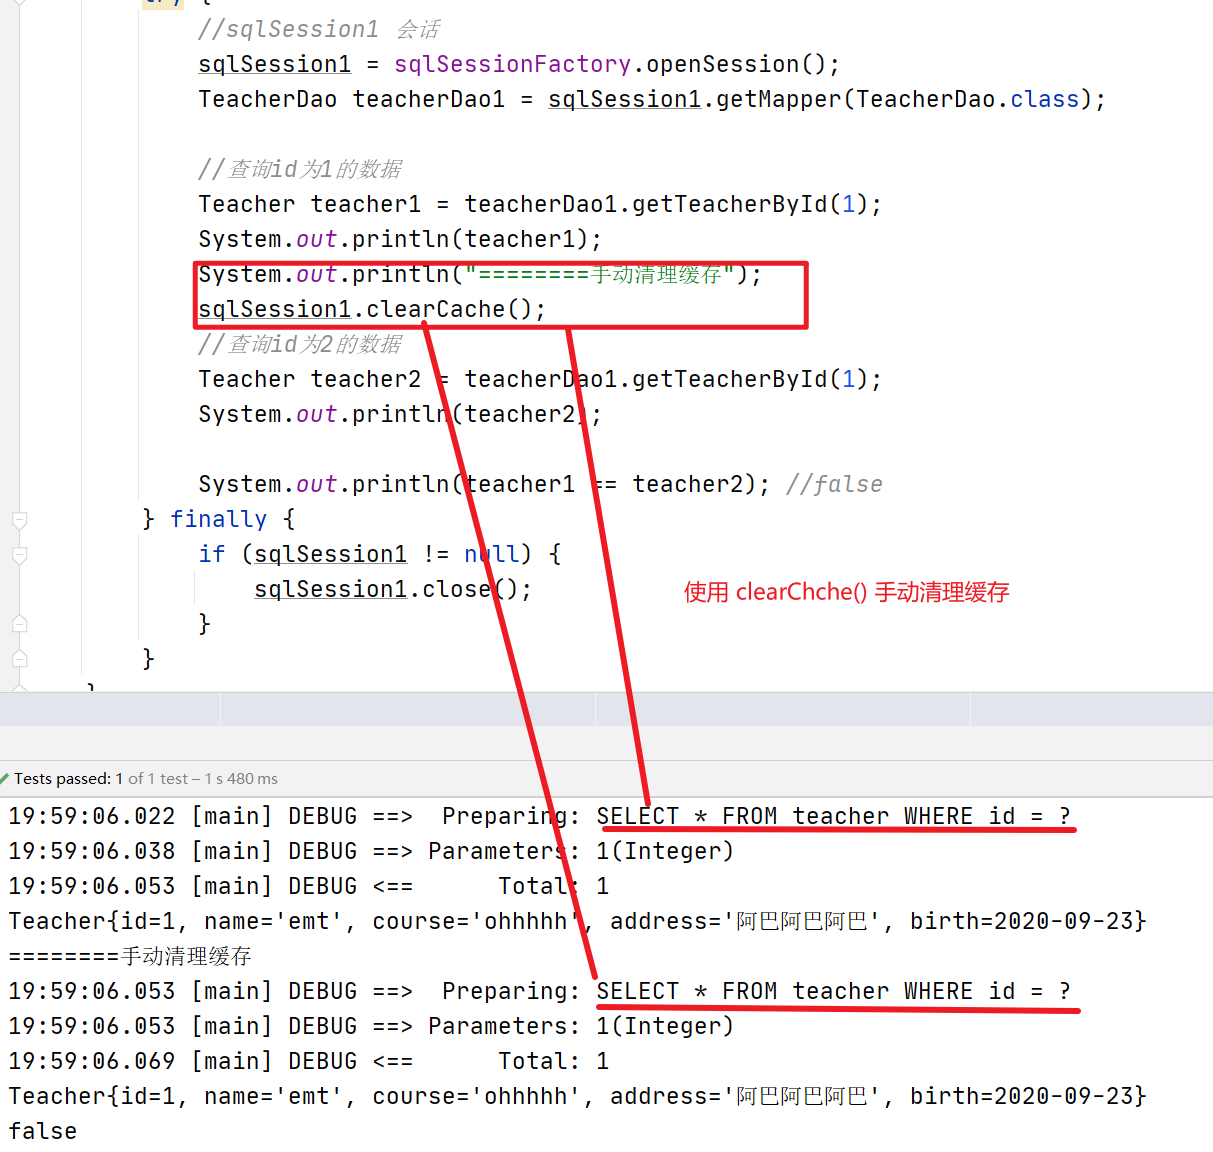 try {
//sqlSession1 会话
sqlSession1 = sqlSessionFactory.openSession();
TeacherDao teacherDao1 = sqlSession1.getMapper(TeacherDao.class);
//查询id为1的数据
Teacher teacher1 = teacherDao1.getTeacherById(1);
System.out.println(teacher1);
System.out.println("========手动清理缓存");
sqlSession1.clearCache();
//查询id为2的数据
Teacher teacher2 = teacherDao1.getTeacherById(1);
System.out.println(teacher2);
System.out.println(teacher1 == teacher2); //false
} finally {
if (sqlSession1 != null) {
sqlSession1.close();
使用 clearChche() 手动清理缓存
}
}
}
Tests passed: 1 of 1 test – 1 s 480 ms
19:59:06.022 [main] DEBUG ==>  Preparing: SELECT * FROM teacher WHERE id = ?
19:59:06.038 [main] DEBUG ==> Parameters: 1(Integer)
19:59:06.053 [main] DEBUG <==      Total: 1
Teacher{id=1, name='emt', course='ohhhhh', address='阿巴阿巴阿巴', birth=2020-09-23}
========手动清理缓存
19:59:06.053 [main] DEBUG ==>  Preparing: SELECT * FROM teacher WHERE id = ?
19:59:06.053 [main] DEBUG ==> Parameters: 1(Integer)
19:59:06.069 [main] DEBUG <==      Total: 1
Teacher{id=1, name='emt', course='ohhhhh', address='阿巴阿巴阿巴', birth=2020-09-23}
false